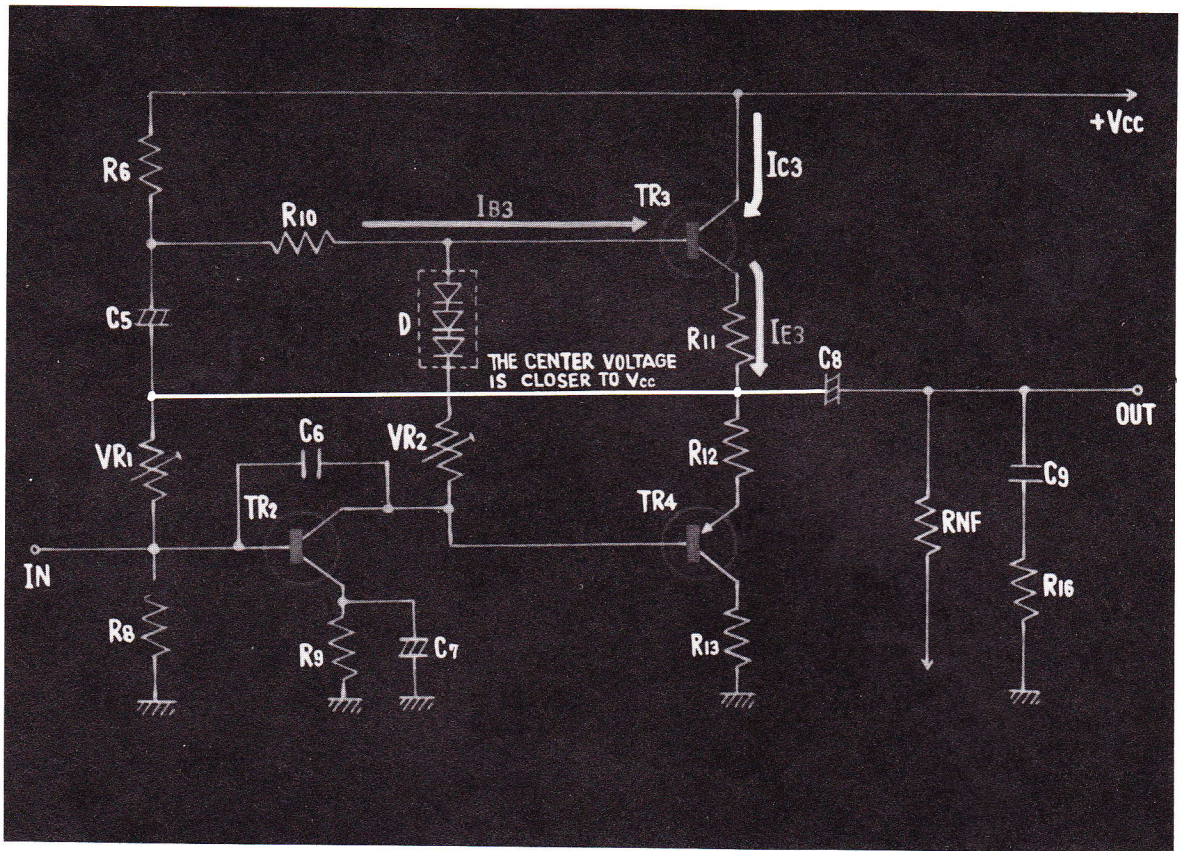 +Vcc
R6
IC3
TR3
IB3
R10
C5
D
R11
IE3
THE CENTER VOLTAGE
IS CLOSER TO Vcc
C8
OUT
C6
VR2
VR1
R12
C9
TR2
TR4
RNF
IN
R16
R8
R9
C7
R13